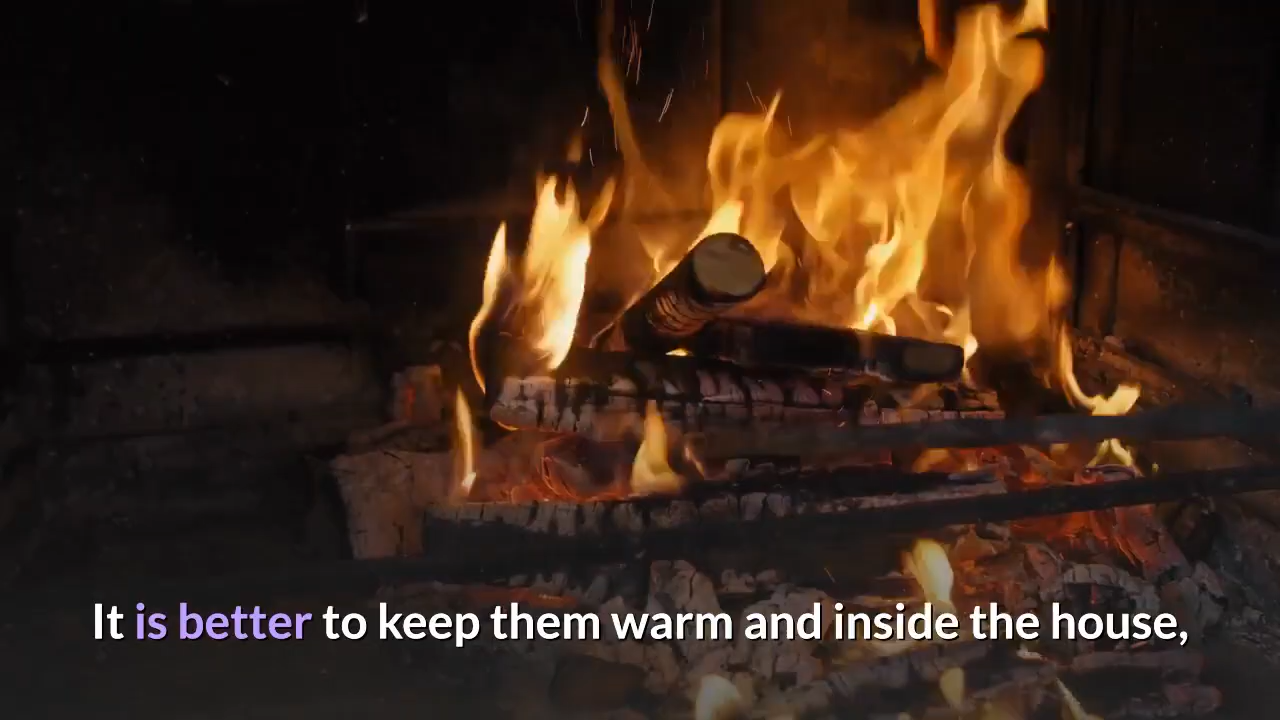 It is better to keep them warm and inside the house,